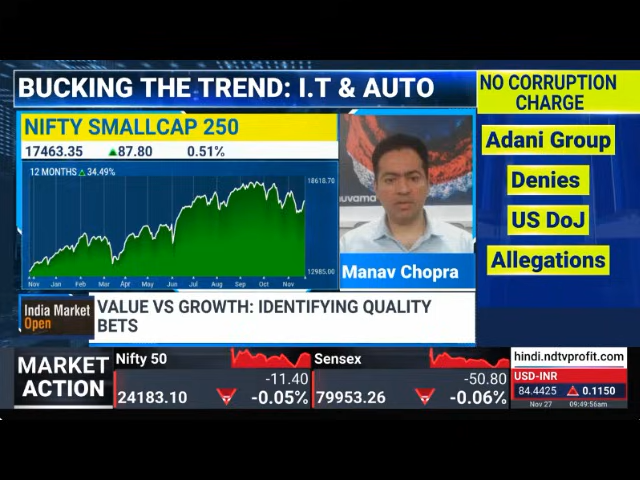 BUCKING THE TREND: I.T & AUTO
NO CORRUPTION
CHARGE
Adani Group
Denies
US DoJ
Allegations
NIFTY SMALLCAP 250
17463.35 ▲87.80 0.51%
12 MONTHS ▲ 34.49%
18618.70
12985.00
Nov Jan Feb Mar Apr May Jun Jul Aug Sep Oct Nov
nuvama
Manav Chopra
India Market
Open
VALUE VS GROWTH: IDENTIFYING QUALITY
BETS
MARKET
ACTION
Nifty 50
-11.40
24183.10 -0.05%
Sensex
-50.80
79953.26 -0.06%
hindi.ndtvprofit.com
USD-INR
84.4425 0.1150
Nov 27 09:49:56am